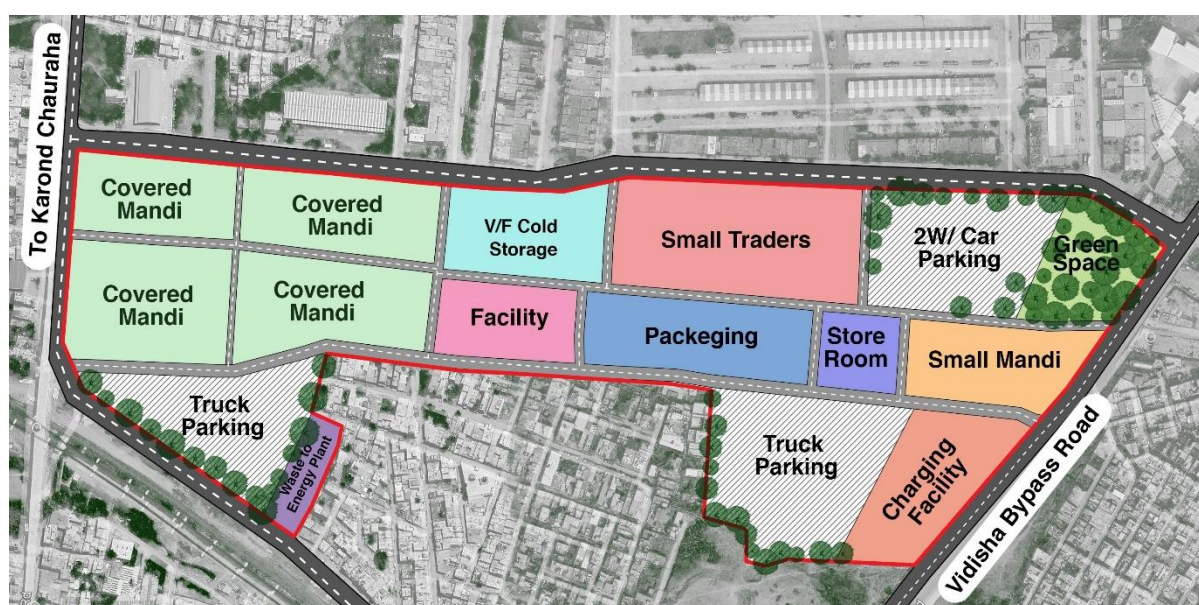 To Karond Chauraha
Covered
Mandi
Covered
Mandi
V/F Cold
Storage
Small Traders
2W/ Car
Parking
Green
Space
Covered
Mandi
Covered
Mandi
Facility
Packeging
Store
Room
Small Mandi
Truck
Parking
Waste to
Energy Plant
Truck
Parking
Charging
Facility
Vidisha Bypass Road